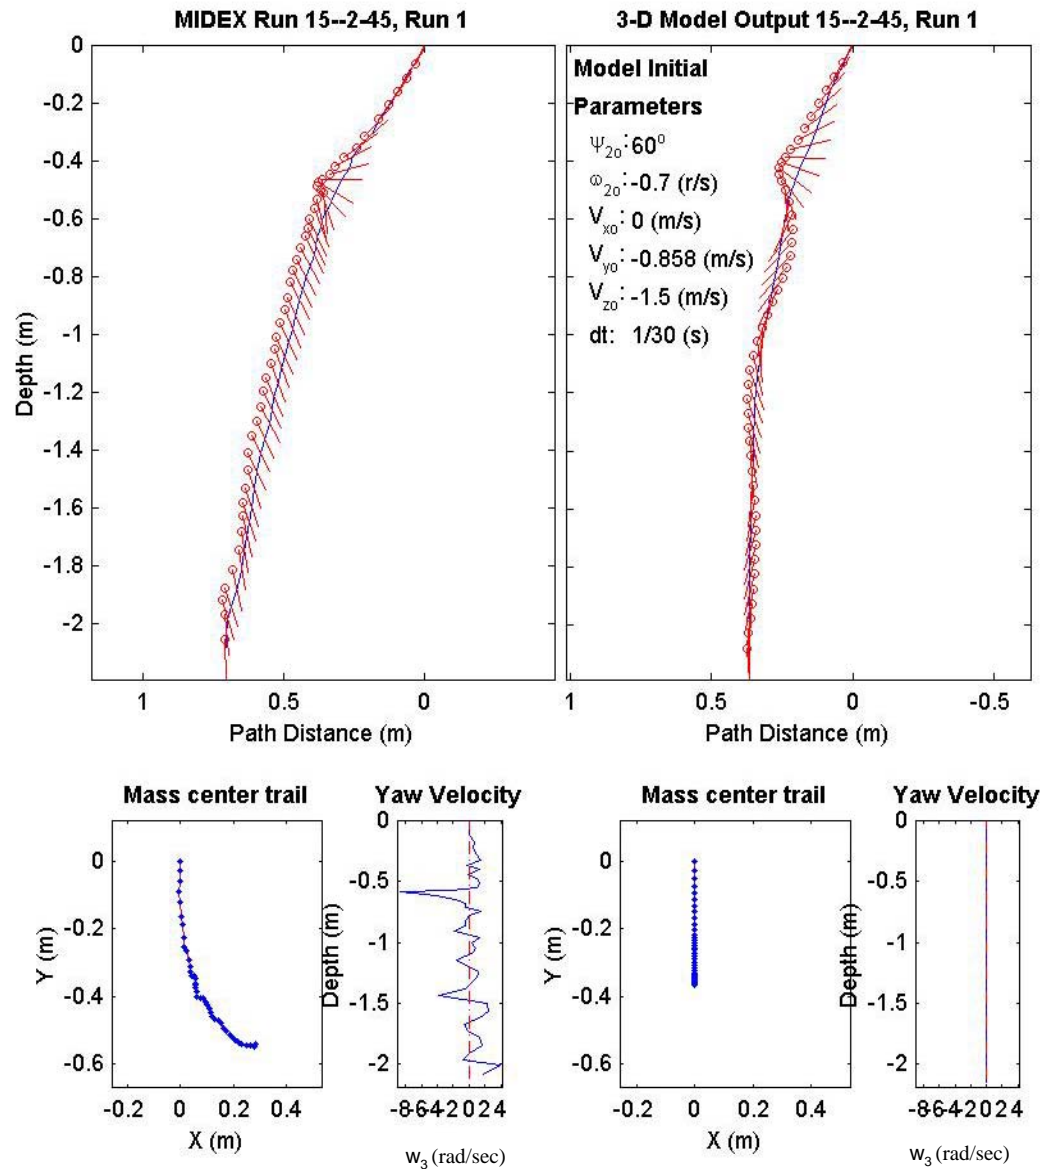 MIDEX Run 15--2-45, Run 1
3-D Model Output 15--2-45, Run 1
0
-0.2
-0.4
-0.6
-0.8
-1
-1.2
-1.4
-1.6
-1.8
-2
Depth (m)
1 0.5 0
Path Distance (m)
Model Initial
Parameters
Ψ2o: 60o
ω2o: -0.7 (r/s)
Vxo: 0 (m/s)
Vyo: -0.858 (m/s)
Vzo: -1.5 (m/s)
dt: 1/30 (s)
1 0.5 0 -0.5
Path Distance (m)
Mass center trail
0
-0.2
-0.4
-0.6
Y (m)
-0.2 0 0.2 0.4
X (m)
Yaw Velocity
0
-0.5
-1
-1.5
-2
Depth (m)
-8-6-4-2 0 2 4
w3 (rad/sec)
Mass center trail
0
-0.2
-0.4
-0.6
Y (m)
-0.2 0 0.2 0.4
X (m)
Yaw Velocity
0
-0.5
-1
-1.5
-2
Depth (m)
-8-6-4-2 0 2 4
w3 (rad/sec)